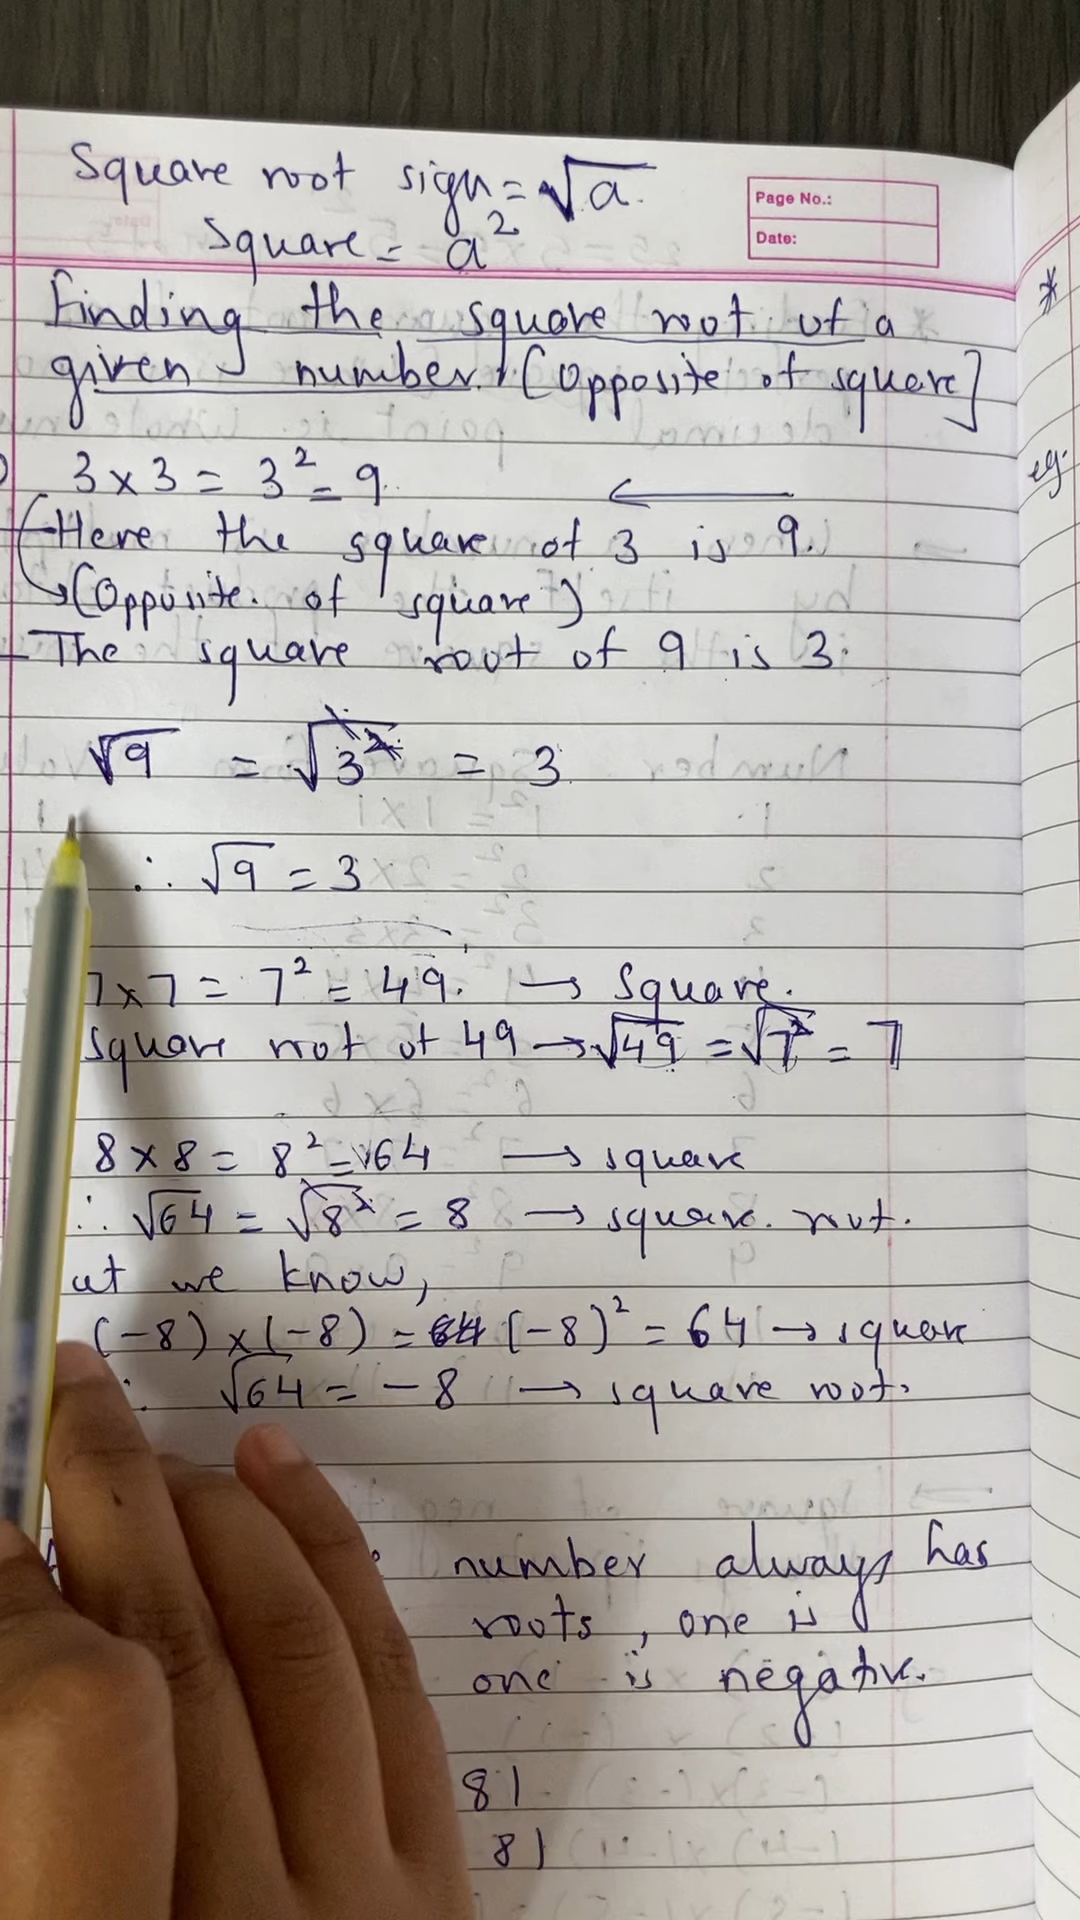 Square root sign = √a
Page No.:
Square = a²
Date:
Finding the square root of a
given number. [Opposite of square]
3 x 3 = 3² = 9.
Here the square of 3 is 9.
(Opposite of square)
The square root of 9 is 3.
√9 = √3² = 3
∴ √9 = 3
7 x 7 = 7² = 49. → Square.
Square root of 49 → √49 = √7² = 7
8 x 8 = 8² = 64 → square
∴ √64 = √8² = 8 → square root.
ut we know,
(-8) x (-8) = 64 (-8)² = 64 → square
∴ √64 = -8 → square root.
number always has
roots, one is
one is negative.
81
81
*
eg.